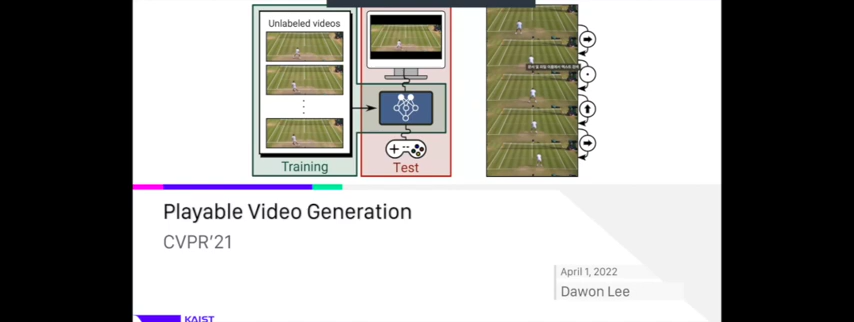 Unlabeled videos
Training
Test
Playable Video Generation
CVPR'21
April 1, 2022
Dawon Lee
KAIST